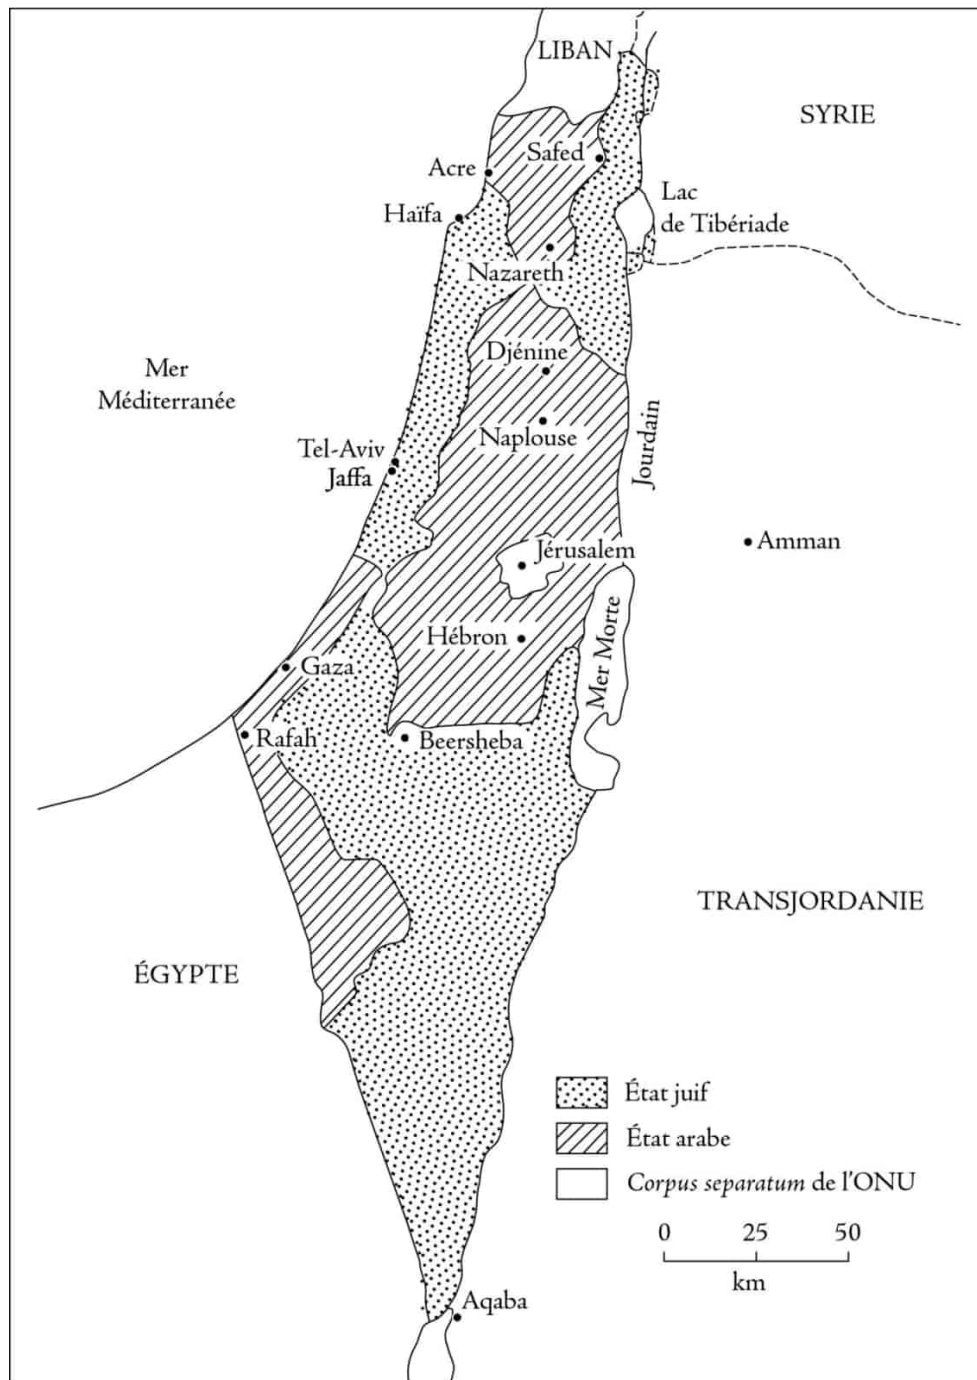 LIBAN
SYRIE
Safed
Acre
Lac
de Tibériade
Haïfa
Nazareth
Djénine
Mer
Méditerranée
Jourdain
Naplouse
Tel-Aviv
Jaffa
Jérusalem
Amman
Hébron
Mer Morte
Gaza
Rafah
Beersheba
TRANSJORDANIE
ÉGYPTE
État juif
État arabe
Corpus separatum de l'ONU
0 25 50
km
Aqaba